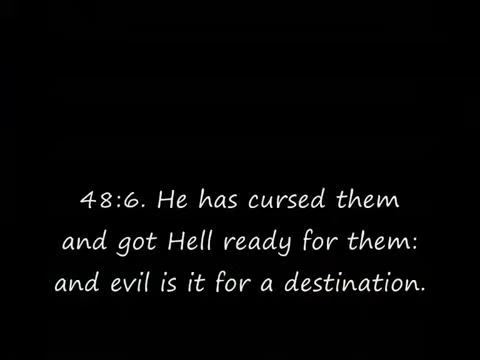 48:6. He has cursed them
and got Hell ready for them:
and evil is it for a destination.